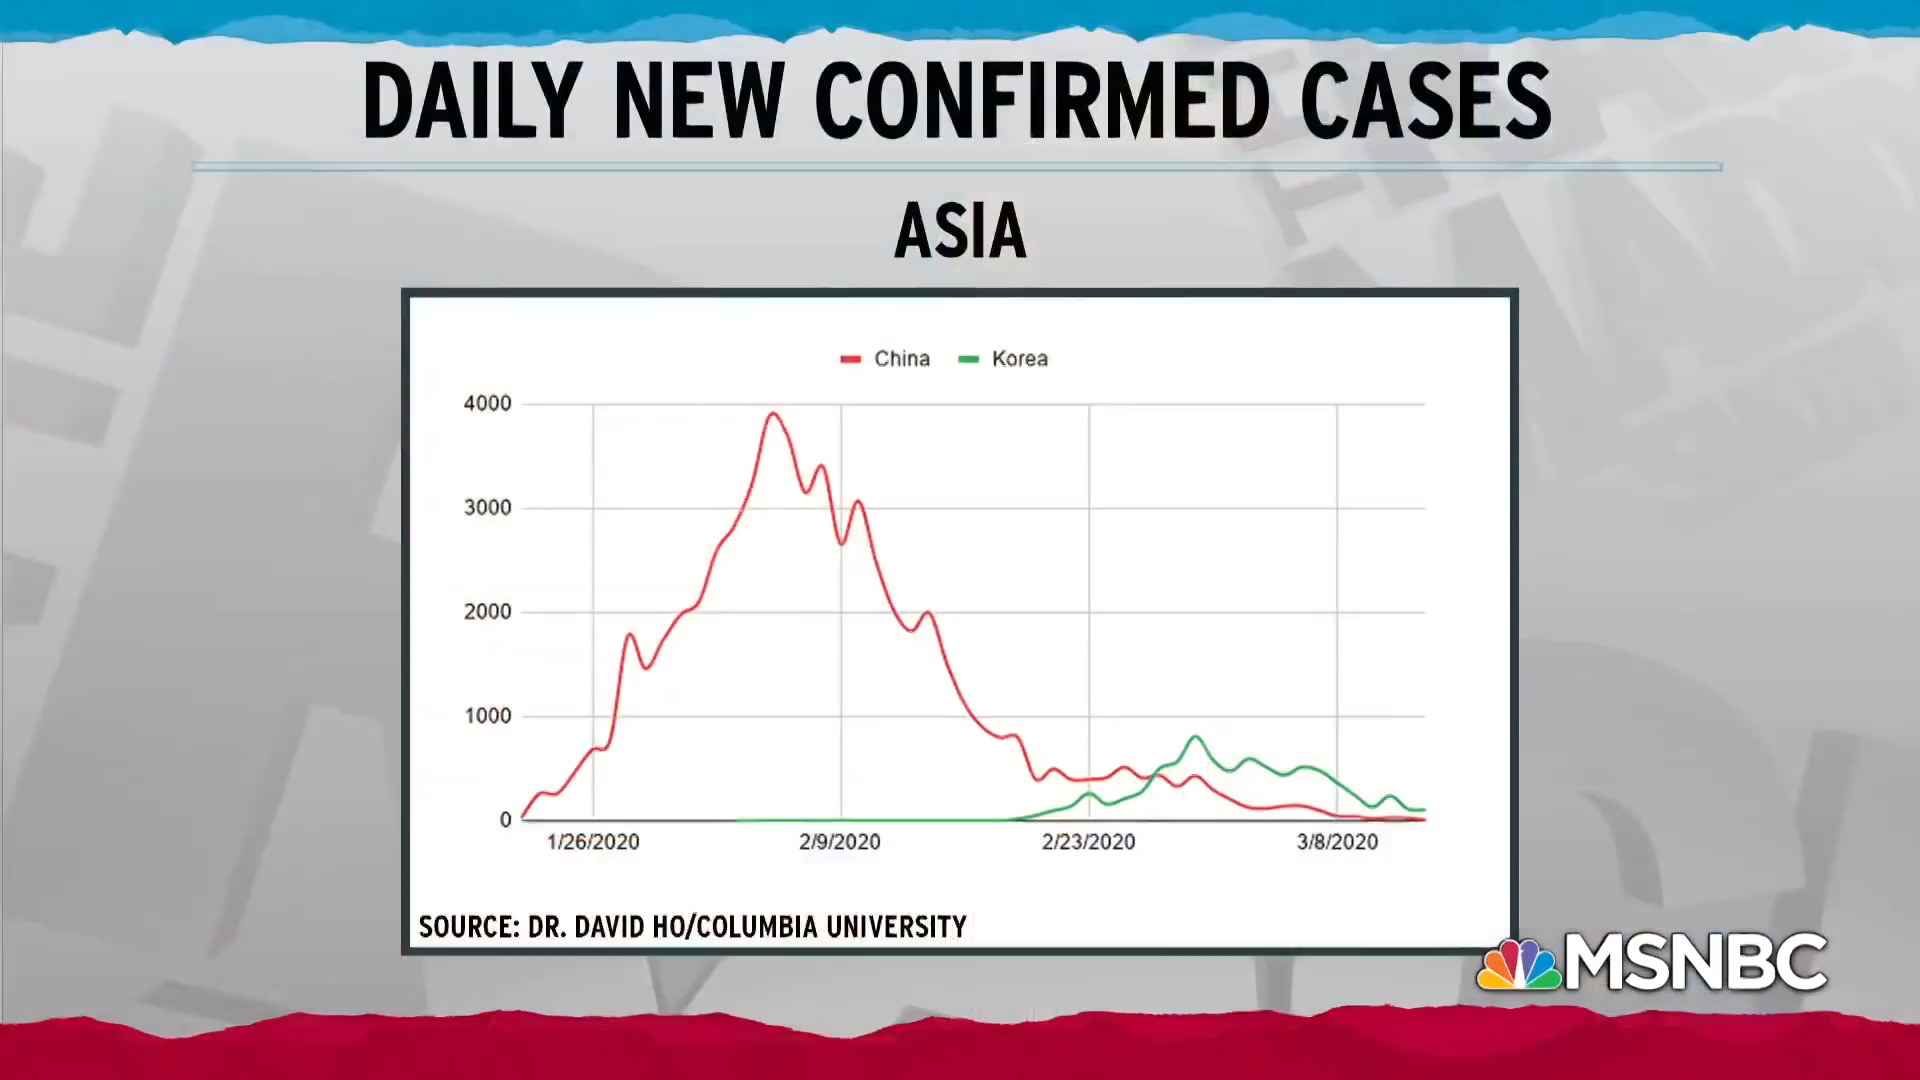 DAILY NEW CONFIRMED CASES
ASIA
China Korea
4000
3000
2000
1000
0
1/26/2020 2/9/2020 2/23/2020 3/8/2020
SOURCE: DR. DAVID HO/COLUMBIA UNIVERSITY
MSNBC